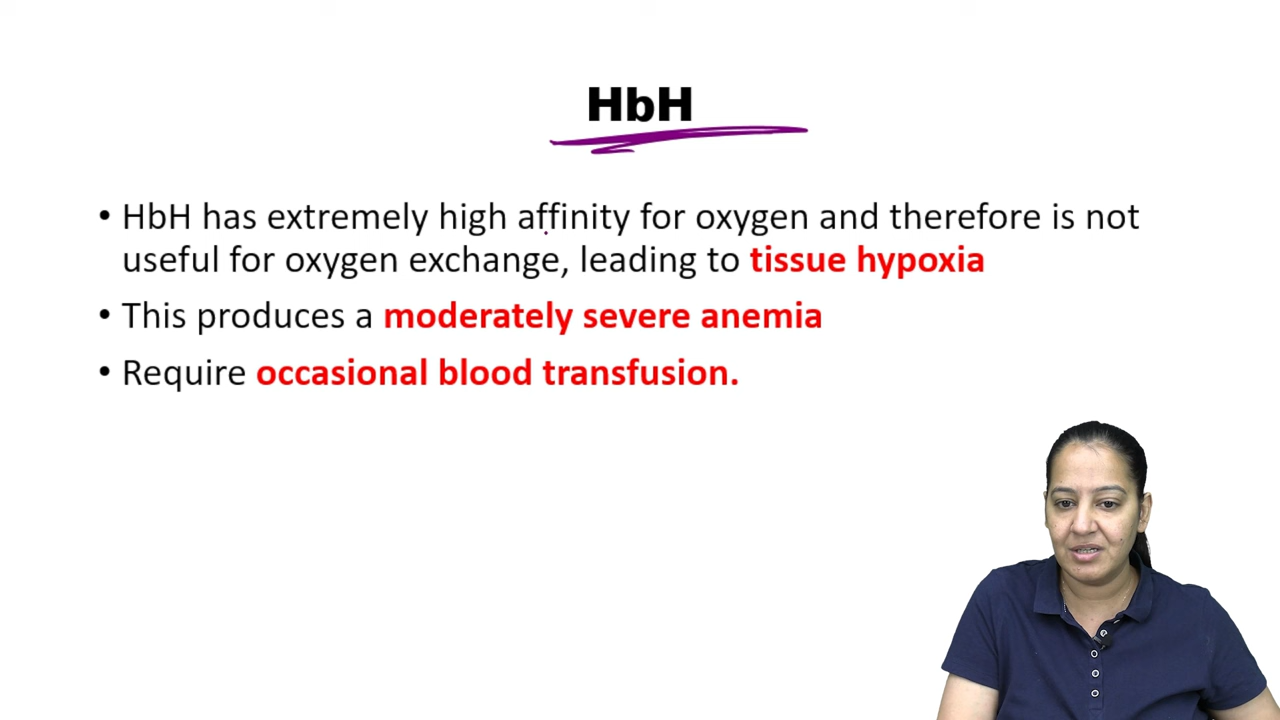 HbH
• HbH has extremely high affinity for oxygen and therefore is not
useful for oxygen exchange, leading to tissue hypoxia
• This produces a moderately severe anemia
• Require occasional blood transfusion.